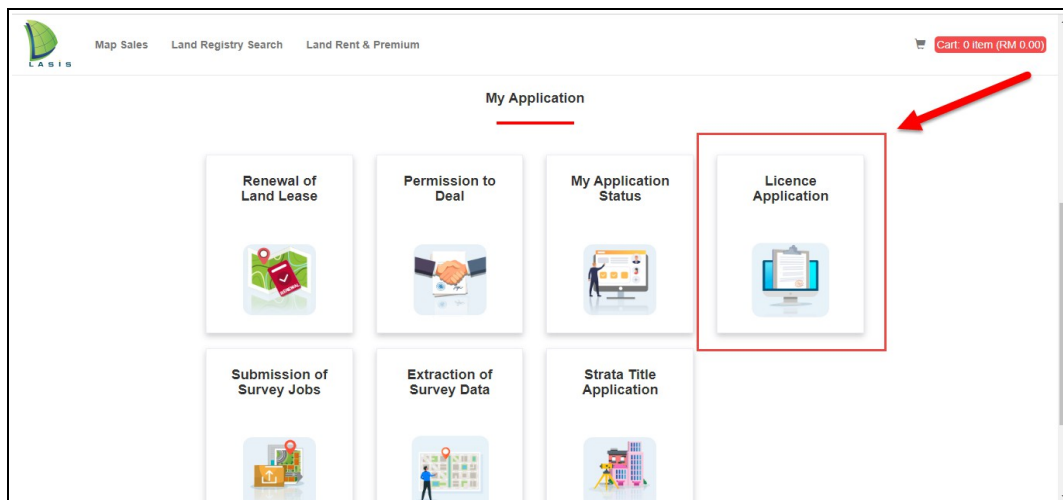 LASIS
Map Sales Land Registry Search Land Rent & Premium Cart: 0 item (RM 0.00)
My Application
Renewal of
Land Lease
Permission to
Deal
My Application
Status
Licence
Application
RENEWAL
Submission of
Survey Jobs
Extraction of
Survey Data
Strata Title
Application